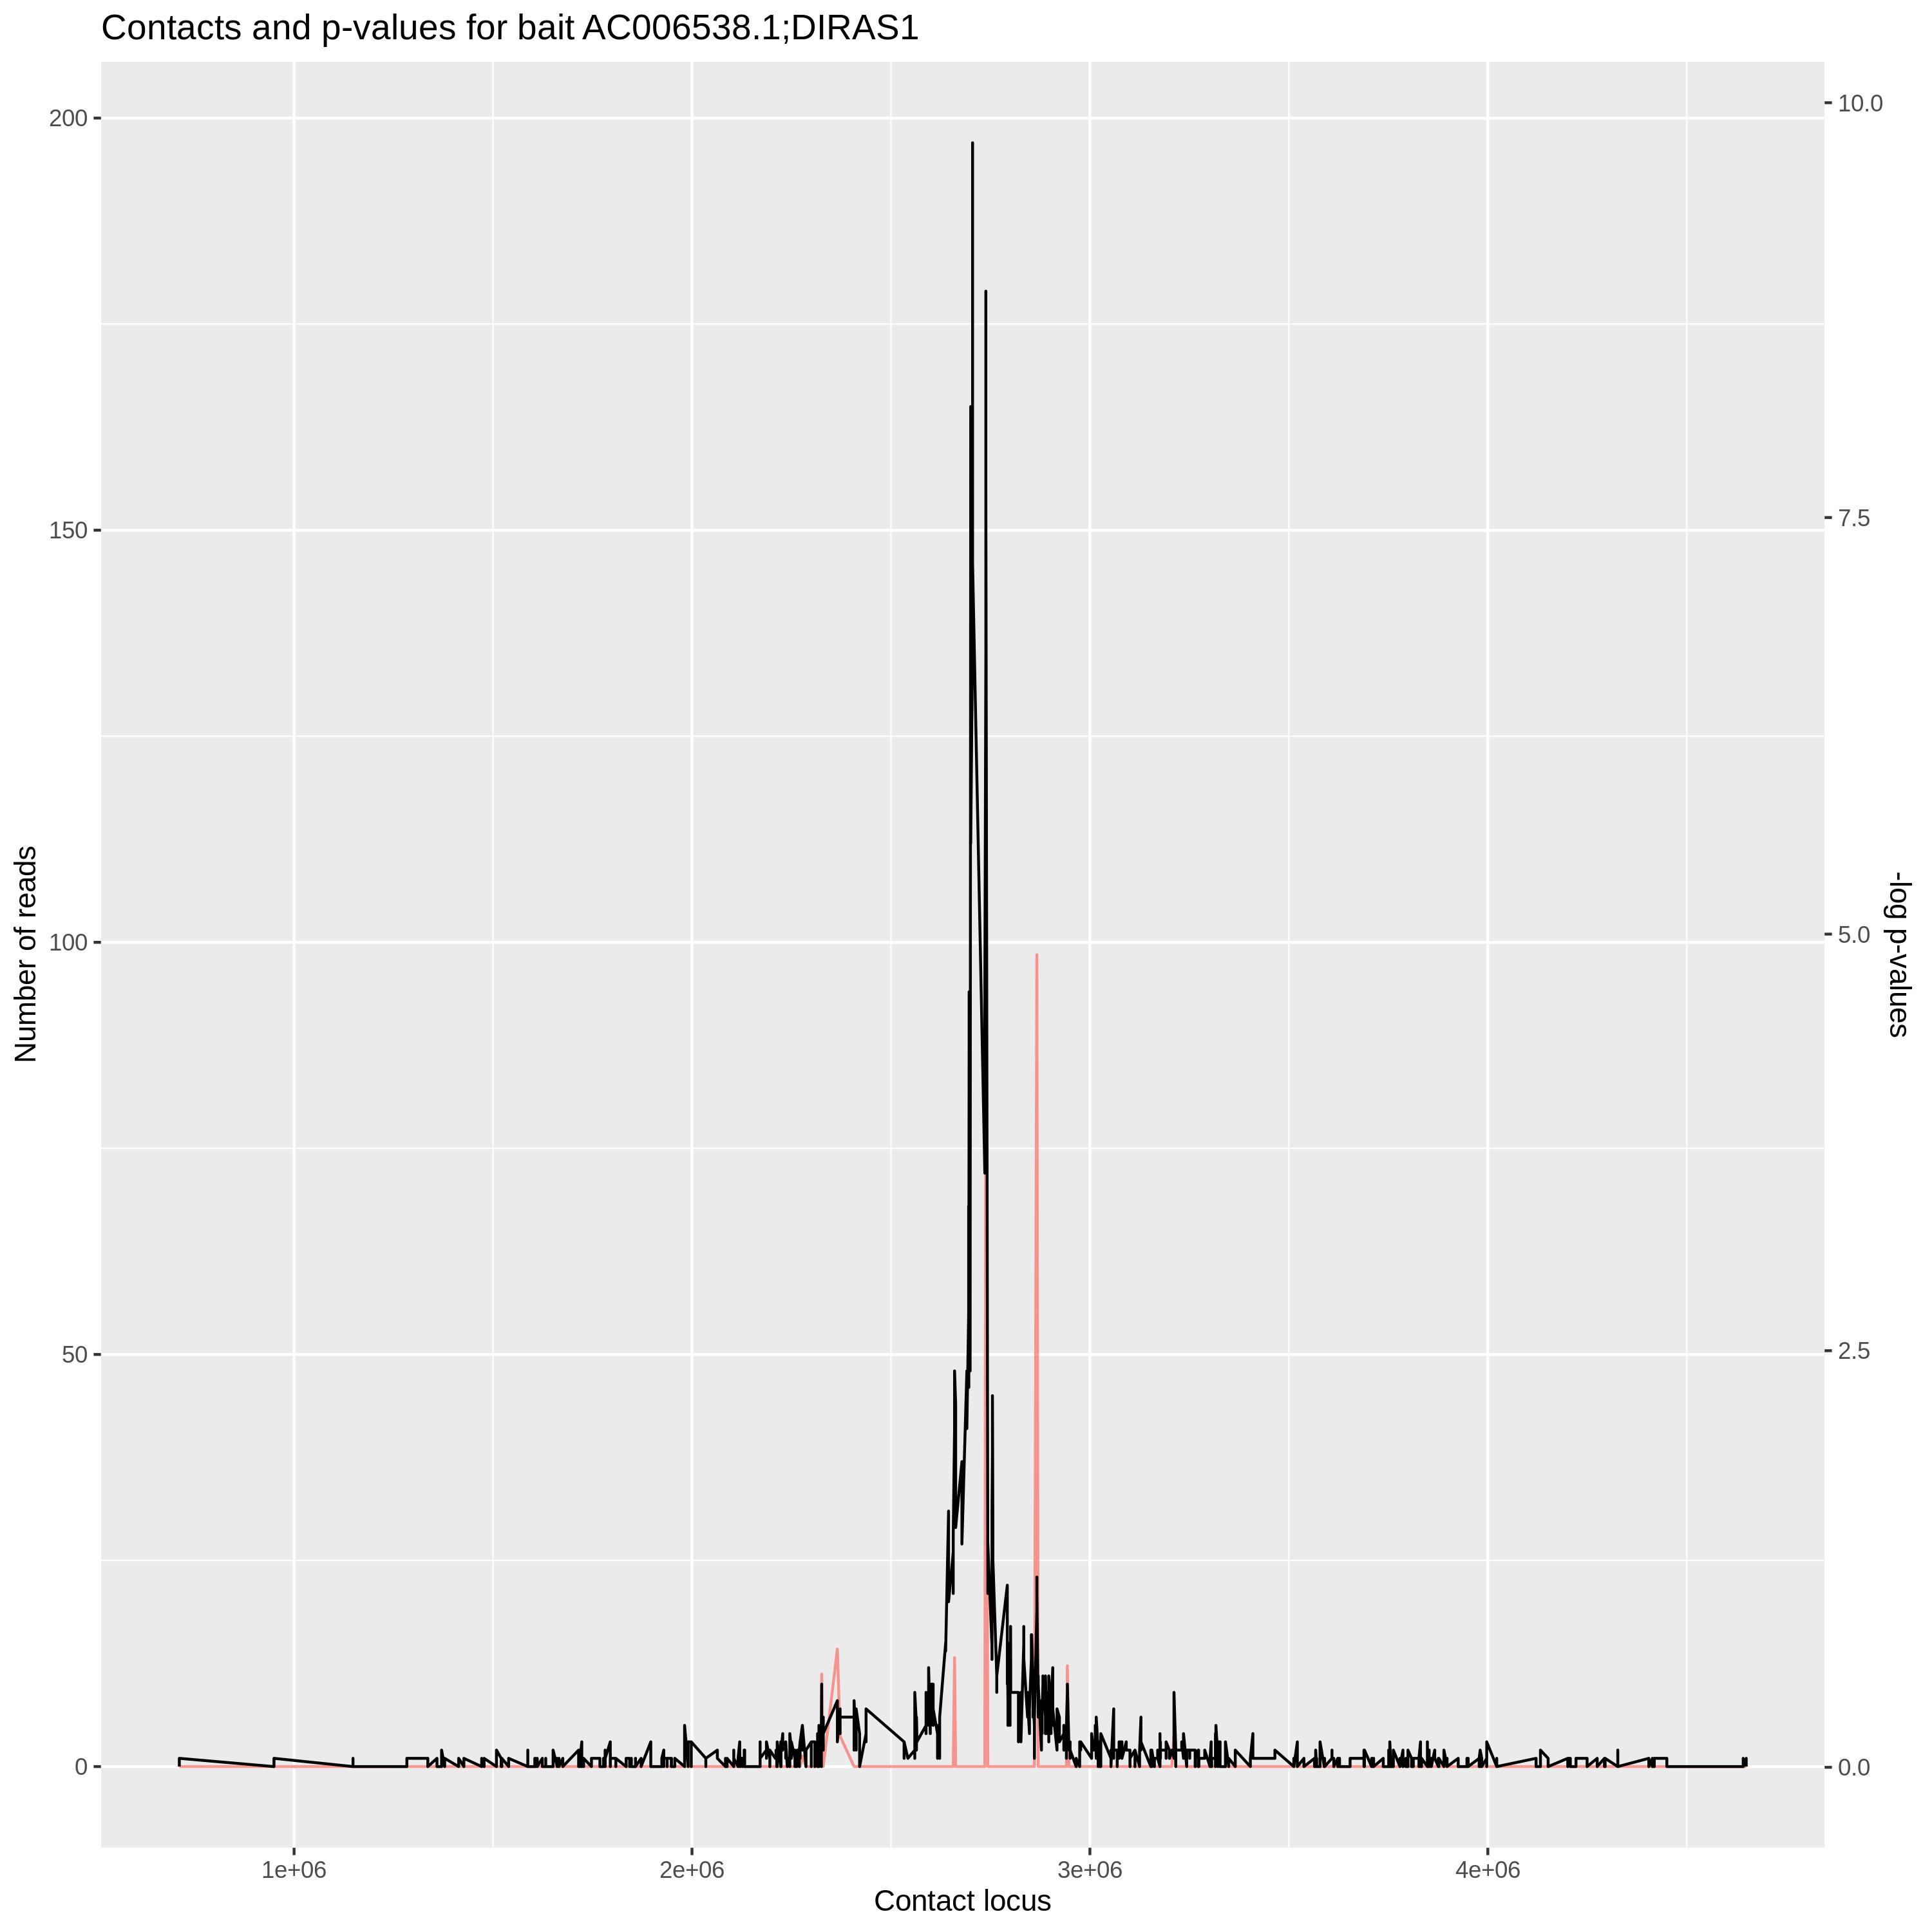 Contacts and p-values for bait AC006538.1;DIRAS1
200
150
100
50
0
Number of reads
10.0
7.5
5.0
2.5
0.0
-log p-values
1e+06
2e+06
3e+06
4e+06
Contact locus